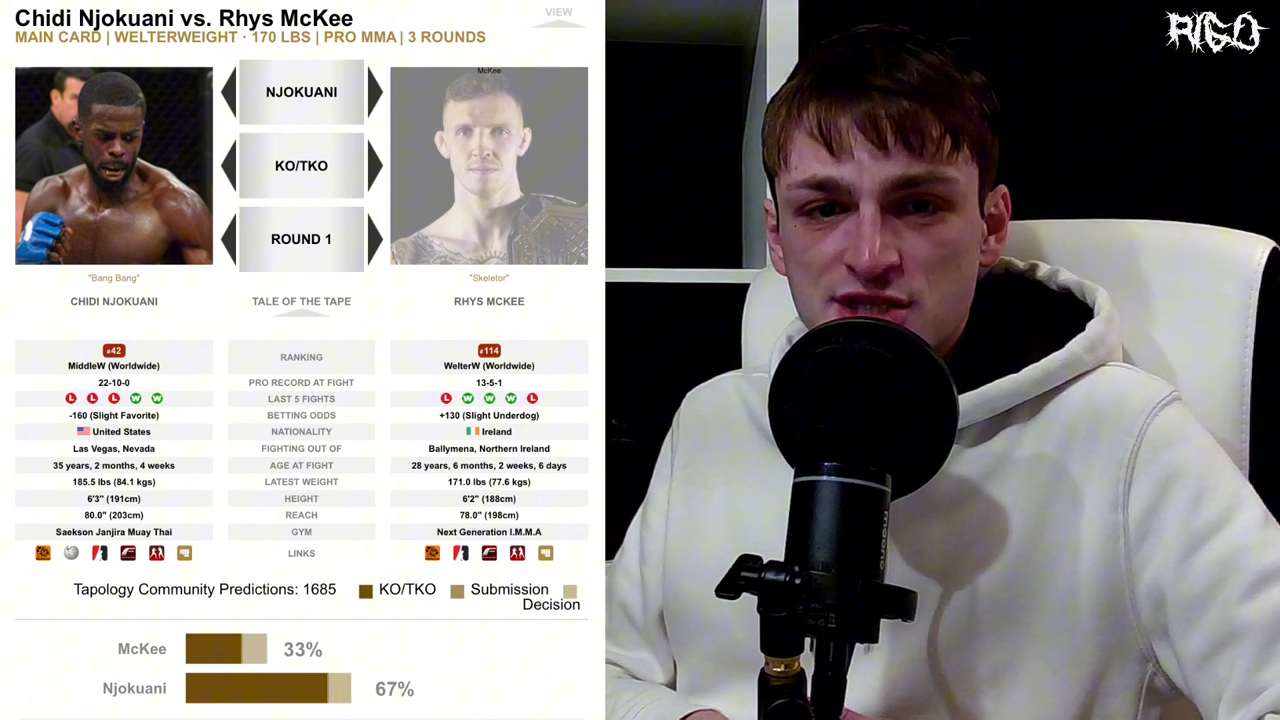 Chidi Njokuani vs. Rhys McKee
VIEW
MAIN CARD | WELTERWEIGHT · 170 LBS | PRO MMA | 3 ROUNDS
RIGO
McKee
NJOKUANI
KO/TKO
ROUND 1
"Bang Bang"
"Skeletor"
CHIDI NJOKUANI
TALE OF THE TAPE
RHYS MCKEE
#42
MiddleW (Worldwide)
RANKING
#114
WelterW (Worldwide)
22-10-0
PRO RECORD AT FIGHT
13-5-1
L L L W W
LAST 5 FIGHTS
L W W W L
-160 (Slight Favorite)
BETTING ODDS
+130 (Slight Underdog)
United States
NATIONALITY
Ireland
Las Vegas, Nevada
FIGHTING OUT OF
Ballymena, Northern Ireland
35 years, 2 months, 4 weeks
AGE AT FIGHT
28 years, 6 months, 2 weeks, 6 days
185.5 lbs (84.1 kgs)
LATEST WEIGHT
171.0 lbs (77.6 kgs)
6'3" (191cm)
HEIGHT
6'2" (188cm)
80.0" (203cm)
REACH
78.0" (198cm)
Saekson Janjira Muay Thai
GYM
Next Generation I.M.M.A
LINKS
Tapology Community Predictions: 1685
KO/TKO
Submission
Decision
McKee
33%
Njokuani
67%
maono